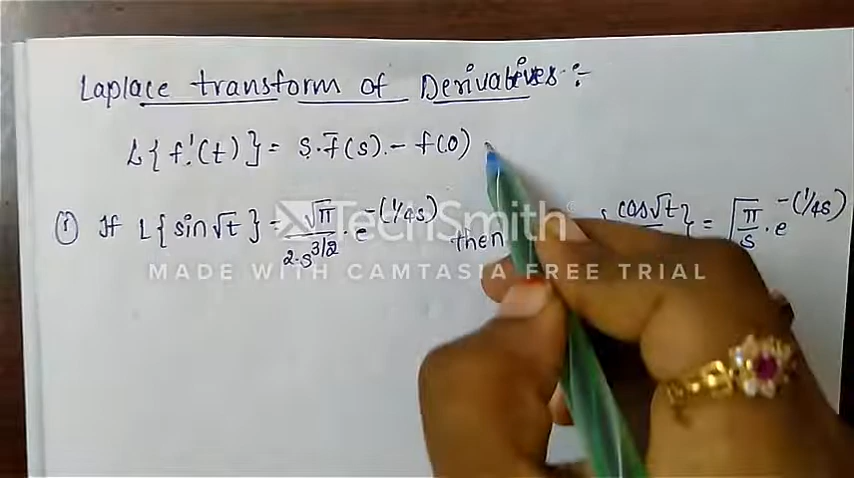 Laplace transform of Derivatives :-
L{f'(t)} = s.f̄(s) - f(0)
① If L{sin√t} = √π/2.s^3/2 . e^-(1/4s) then cos√t} = √π/s . e^-(1/4s)
TechSmith
MADE WITH CAMTASIA FREE TRIAL